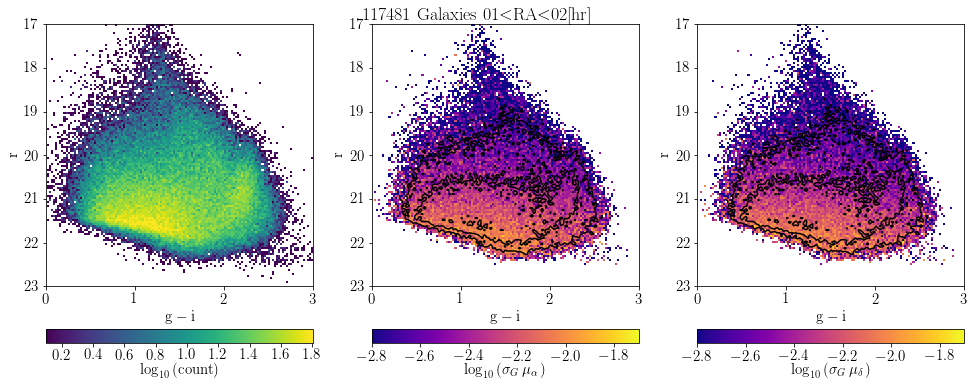 117481 Galaxies 01<RA<02[hr]
17
18
19
20
21
22
23
r
0
1
2
3
g − i
0.2 0.4 0.6 0.8 1.0 1.2 1.4 1.6 1.8
log₁₀(count)
17
18
19
20
21
22
23
r
0
1
2
3
g − i
−2.8 −2.6 −2.4 −2.2 −2.0 −1.8
log₁₀(σ_G μ_α)
17
18
19
20
21
22
23
r
0
1
2
3
g − i
−2.8 −2.6 −2.4 −2.2 −2.0 −1.8
log₁₀(σ_G μ_δ)